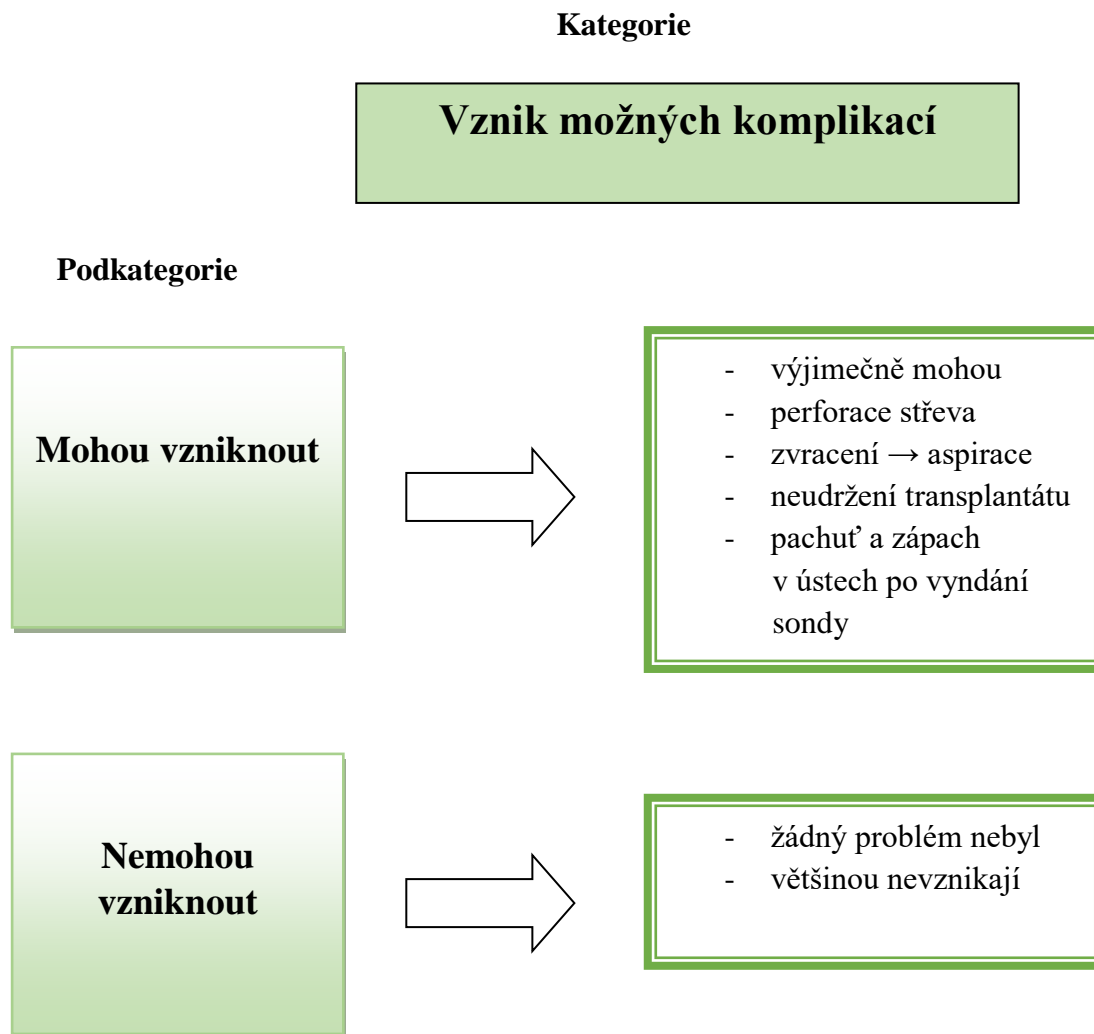 Kategorie
Vznik možných komplikací
Podkategorie
Mohou vzniknout
- výjimečně mohou
- perforace střeva
- zvracení → aspirace
- neudržení transplantátu
- pachuť a zápach
v ústech po vyndání
sondy
Nemohou
vzniknout
- žádný problém nebyl
- většinou nevznikají